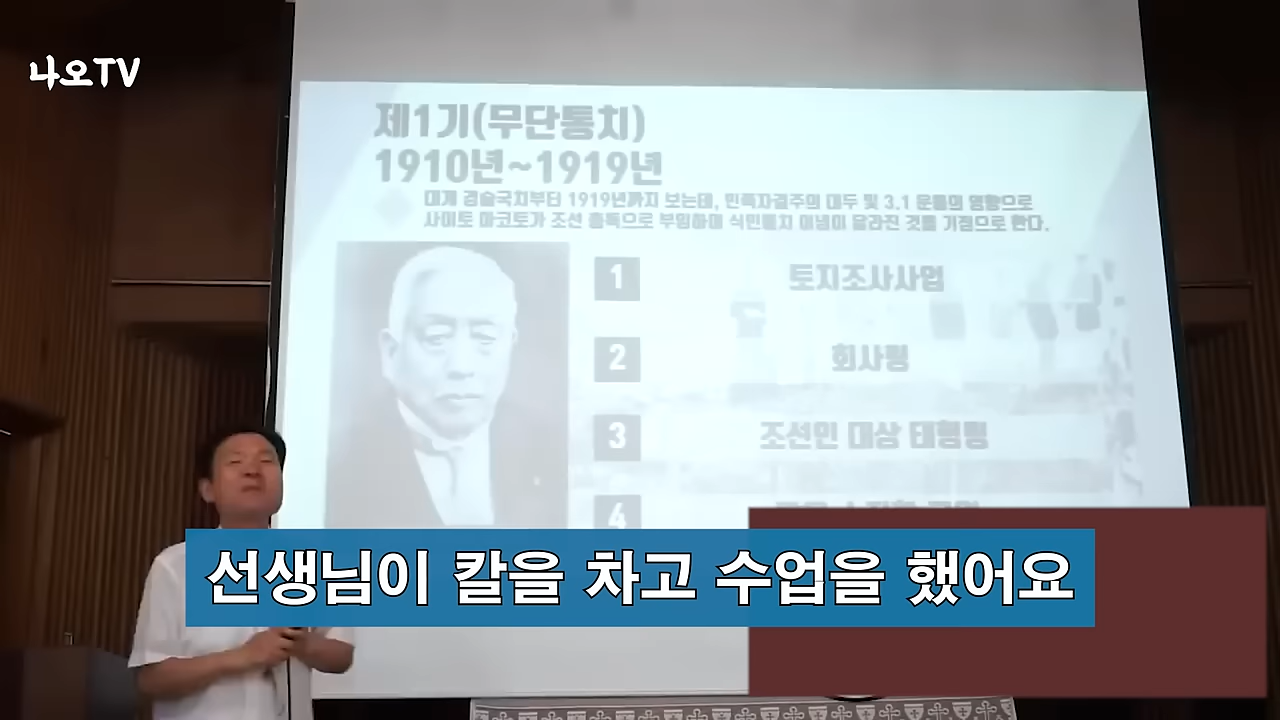 나오TV
제1기(무단통치)
1910년~1919년
대개 경술국치부터 1919년까지 보는데, 민족자결주의 대두 및 3.1 운동의 영향으로
사이토 마코토가 조선 총독으로 부임하며 식민통치 이념이 달라진 것을 기점으로 한다.
1 토지조사사업
2 회사령
3 조선인 대상 태형령
4
선생님이 칼을 차고 수업을 했어요